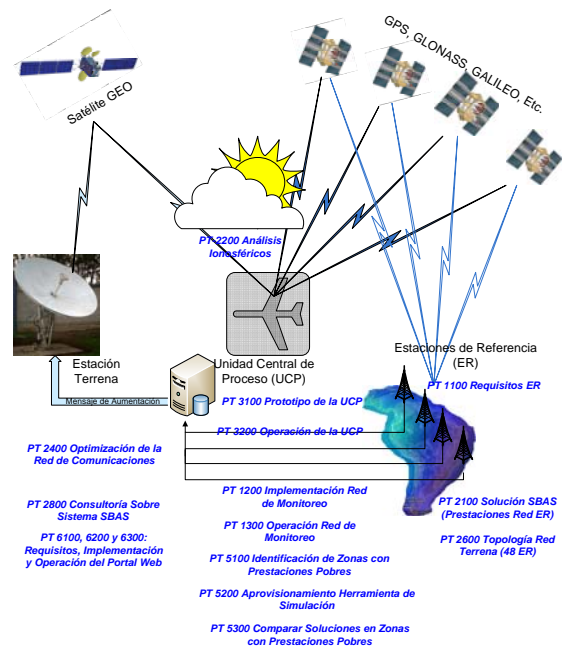 GPS, GLONASS, GALILEO, Etc.
Satélite GEO
PT 2200 Análisis
Ionosféricos
Estación
Terrena
Unidad Central de
Proceso (UCP)
Estaciones de Referencia
(ER)
PT 1100 Requisitos ER
Mensaje de Aumentación
PT 3100 Prototipo de la UCP
PT 3200 Operación de la UCP
PT 2400 Optimización de la
Red de Comunicaciones
PT 2800 Consultoría Sobre
Sistema SBAS
PT 6100, 6200 y 6300:
Requisitos, Implementación
y Operación del Portal Web
PT 1200 Implementación Red
de Monitoreo
PT 1300 Operación Red de
Monitoreo
PT 5100 Identificación de Zonas con
Prestaciones Pobres
PT 5200 Aprovisionamiento Herramienta de
Simulación
PT 5300 Comparar Soluciones en Zonas
con Prestaciones Pobres
PT 2100 Solución SBAS
(Prestaciones Red ER)
PT 2600 Topología Red
Terrena (48 ER)